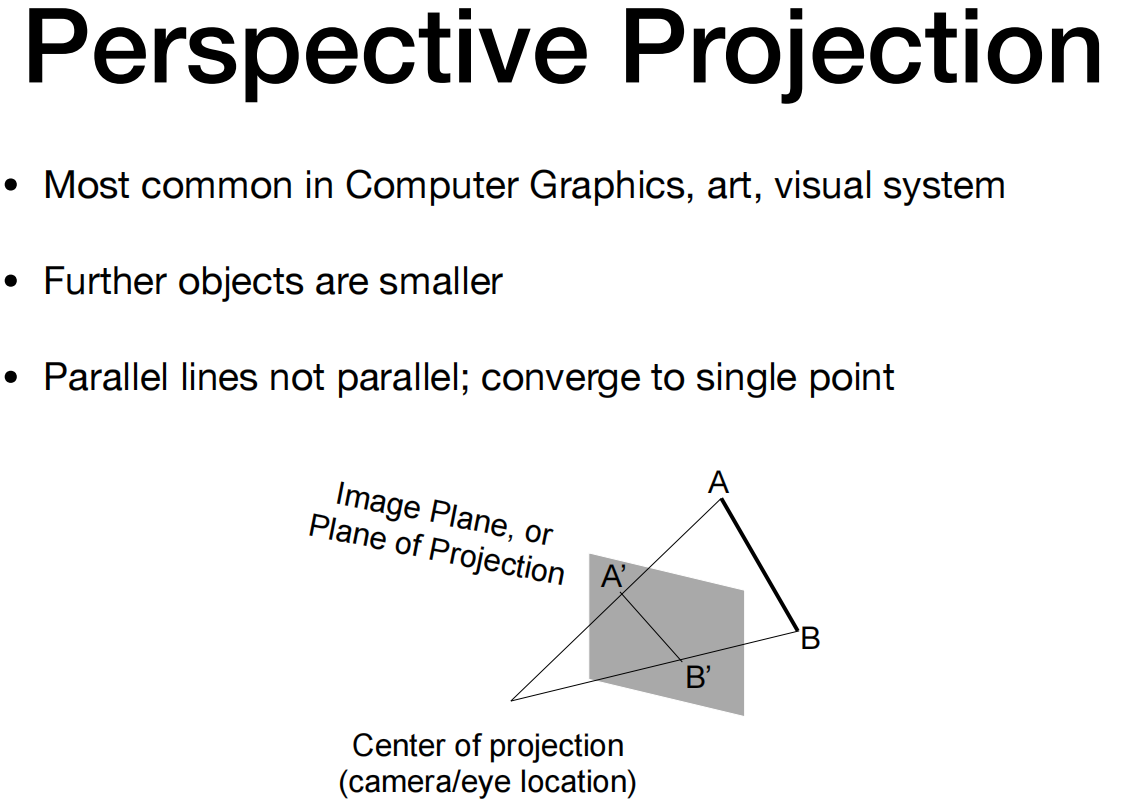 Perspective Projection
• Most common in Computer Graphics, art, visual system
• Further objects are smaller
• Parallel lines not parallel; converge to single point
A
Image Plane, or
Plane of Projection
A’
B
B’
Center of projection
(camera/eye location)